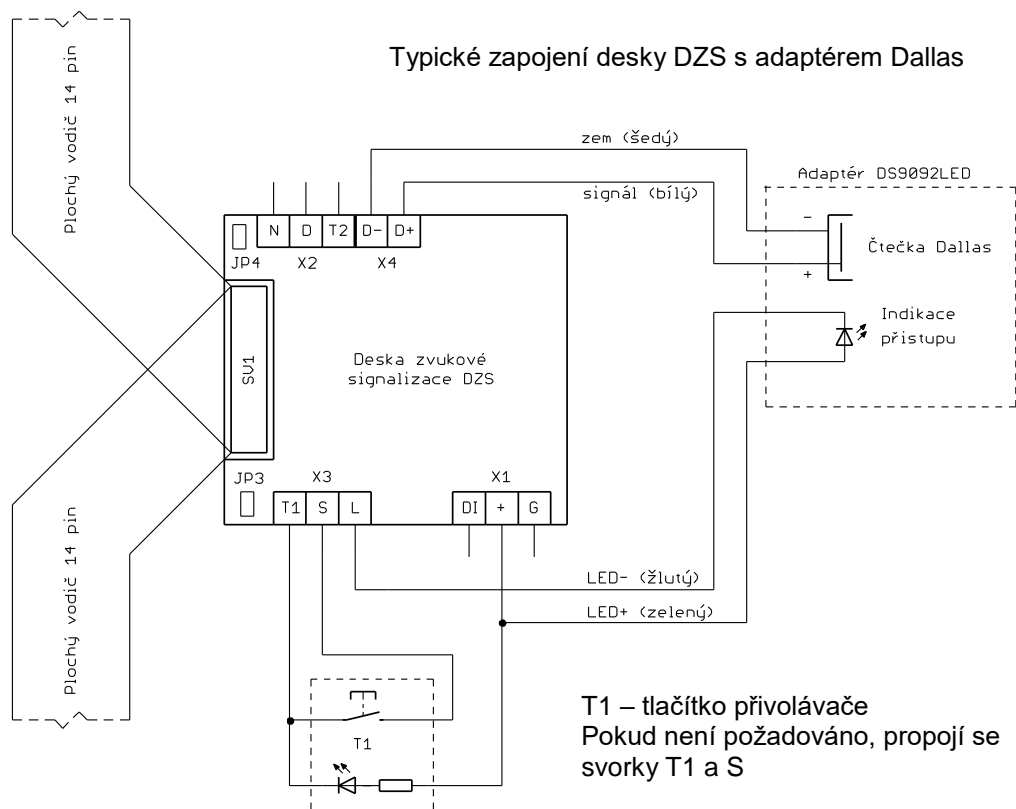 Typické zapojení desky DZS s adaptérem Dallas
Plochý vodič 14 pin
zem (šedý)
signál (bílý)
Adaptér DS9092LED
N D T2 D- D+
JP4 X2 X4
-
+
Čtečka Dallas
Indikace
přístupu
SV1
Deska zvukové
signalizace DZS
JP3 X3 X1
T1 S L DI + G
Plochý vodič 14 pin
LED- (žlutý)
LED+ (zelený)
T1
T1 – tlačítko přivolávače
Pokud není požadováno, propojí se
svorky T1 a S